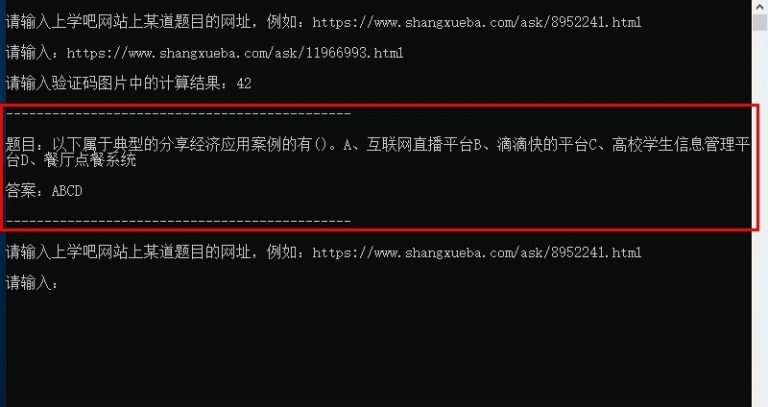 请输入上学吧网站上某道题目的网址，例如：https://www.shangxueba.com/ask/8952241.html
请输入：https://www.shangxueba.com/ask/11966993.html
请输入验证码图片中的计算结果：42
---------------------------------------------
题目：以下属于典型的分享经济应用案例的有()。A、互联网直播平台B、滴滴快的平台C、高校学生信息管理平
台D、餐厅点餐系统
答案：ABCD
---------------------------------------------
请输入上学吧网站上某道题目的网址，例如：https://www.shangxueba.com/ask/8952241.html
请输入：